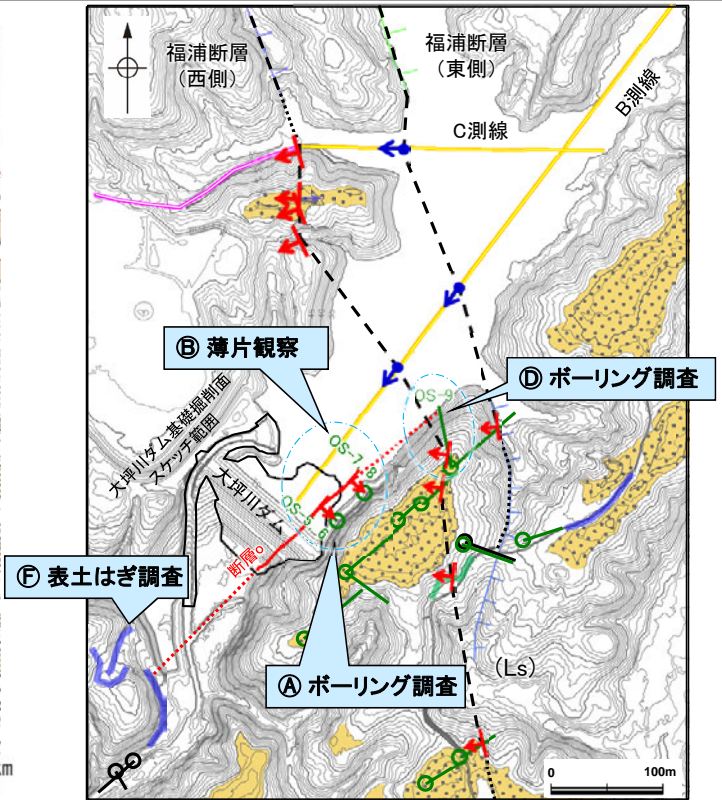 福浦断層
（西側）
福浦断層
（東側）
B測線
C測線
Ⓑ 薄片観察
Ⓓ ボーリング調査
OS-9
大坪川ダム基礎掘削面
スケッチ範囲
OS-7,8
大坪川ダム
OS-5,6
断層o
Ⓕ 表土はぎ調査
Ⓐ ボーリング調査
（Ls）
km
0 100m